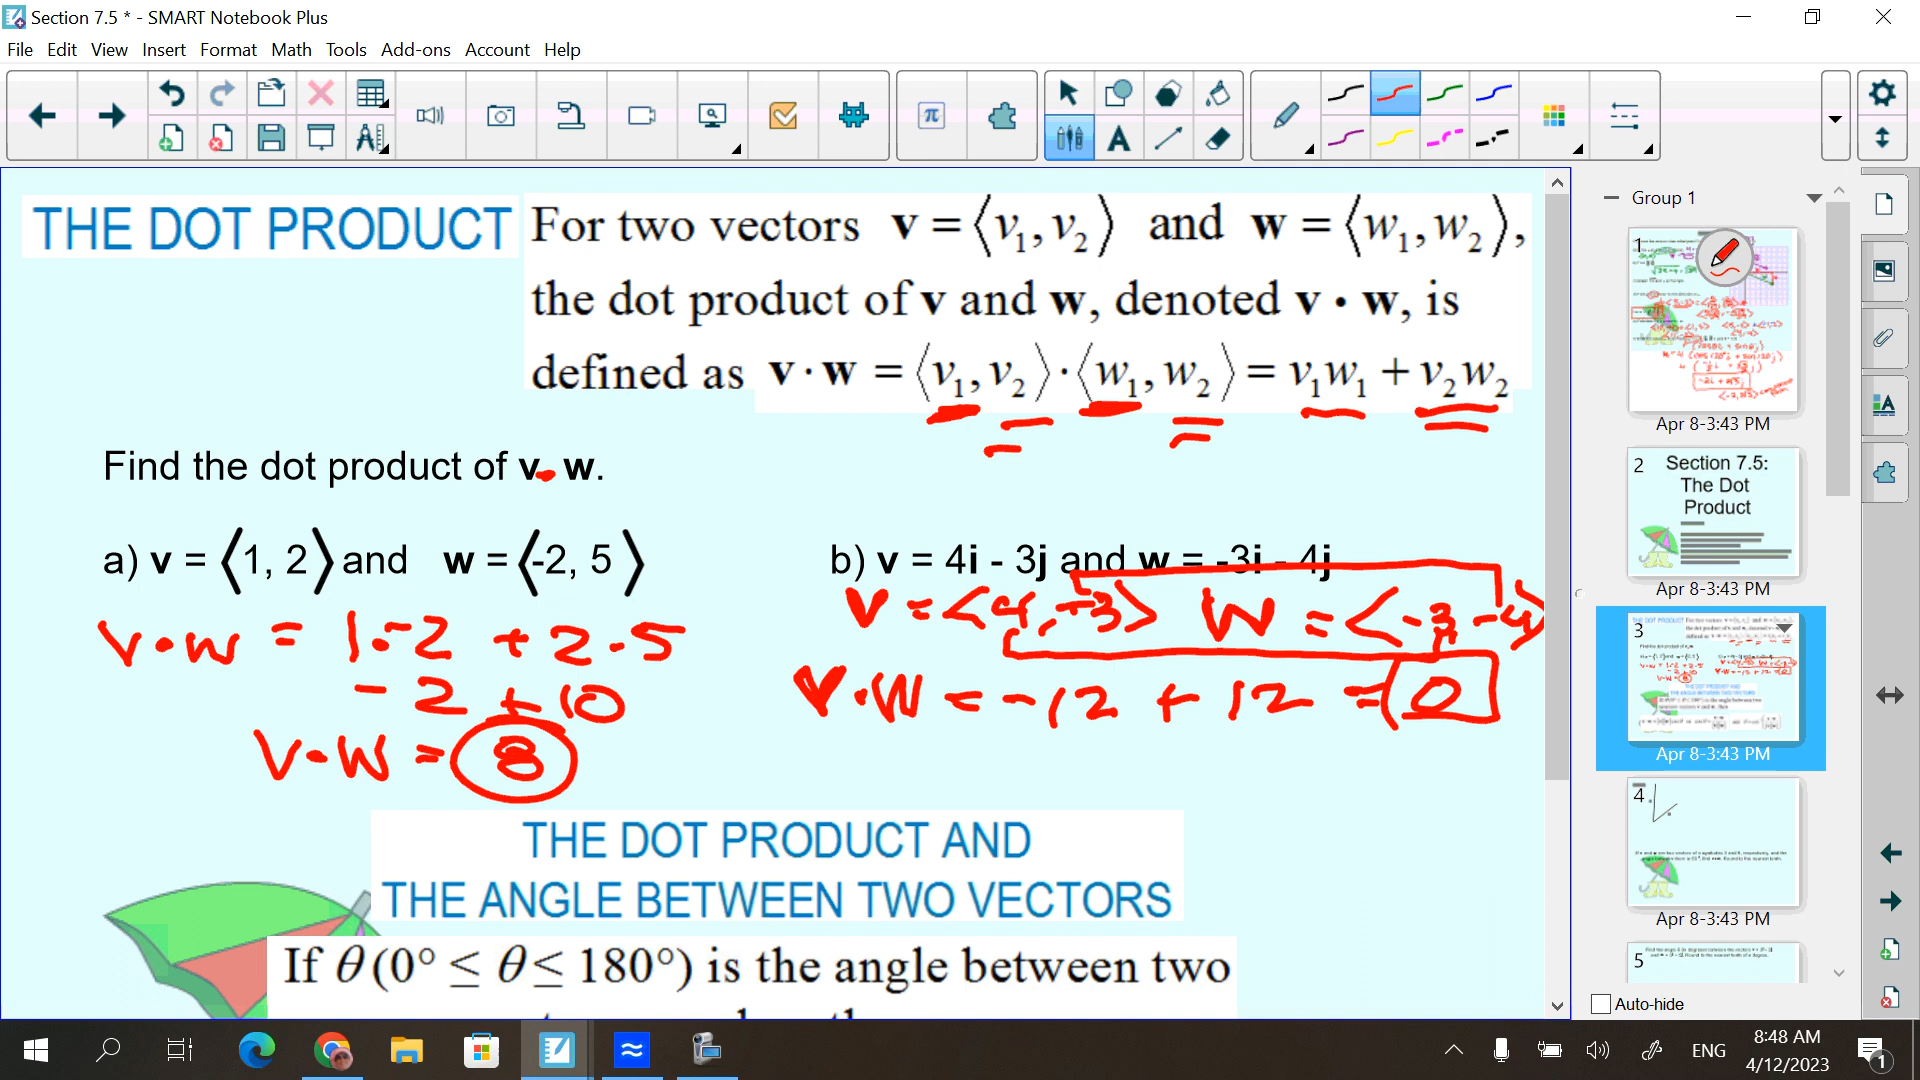 Section 7.5 * - SMART Notebook Plus
File Edit View Insert Format Math Tools Add-ons Account Help
THE DOT PRODUCT
For two vectors v = ⟨v₁, v₂⟩ and w = ⟨w₁, w₂⟩,
the dot product of v and w, denoted v • w, is
defined as v · w = ⟨v₁, v₂⟩ · ⟨w₁, w₂⟩ = v₁w₁ + v₂w₂
Find the dot product of v • w.
a) v = ⟨1, 2⟩ and w = ⟨-2, 5⟩
v•w = 1·-2 + 2·5
-2 + 10
v•w = 8
b) v = 4i - 3j and w = -3i - 4j
v = <4, -3> w = <-3, -4>
v•w = -12 + 12 = 0
THE DOT PRODUCT AND
THE ANGLE BETWEEN TWO VECTORS
If θ (0° ≤ θ ≤ 180°) is the angle between two
Group 1
1
Apr 8-3:43 PM
2
Section 7.5:
The Dot
Product
Apr 8-3:43 PM
3
Apr 8-3:43 PM
4
Apr 8-3:43 PM
5
Auto-hide
ENG
8:48 AM
4/12/2023
1